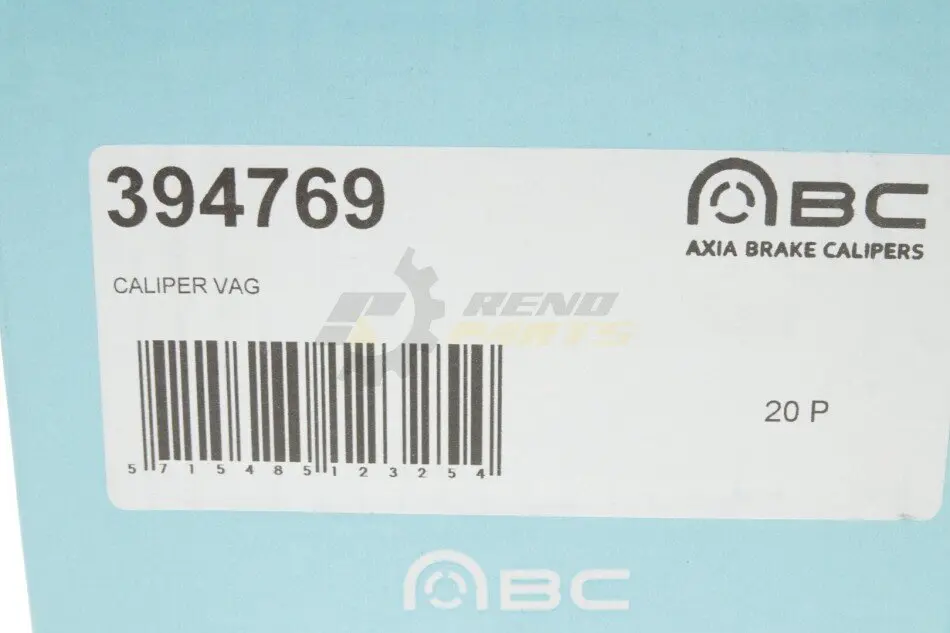 394769
ABC
AXIA BRAKE CALIPERS
CALIPER VAG
RENO
PARTS
20 P
5 715485 123254
ABC